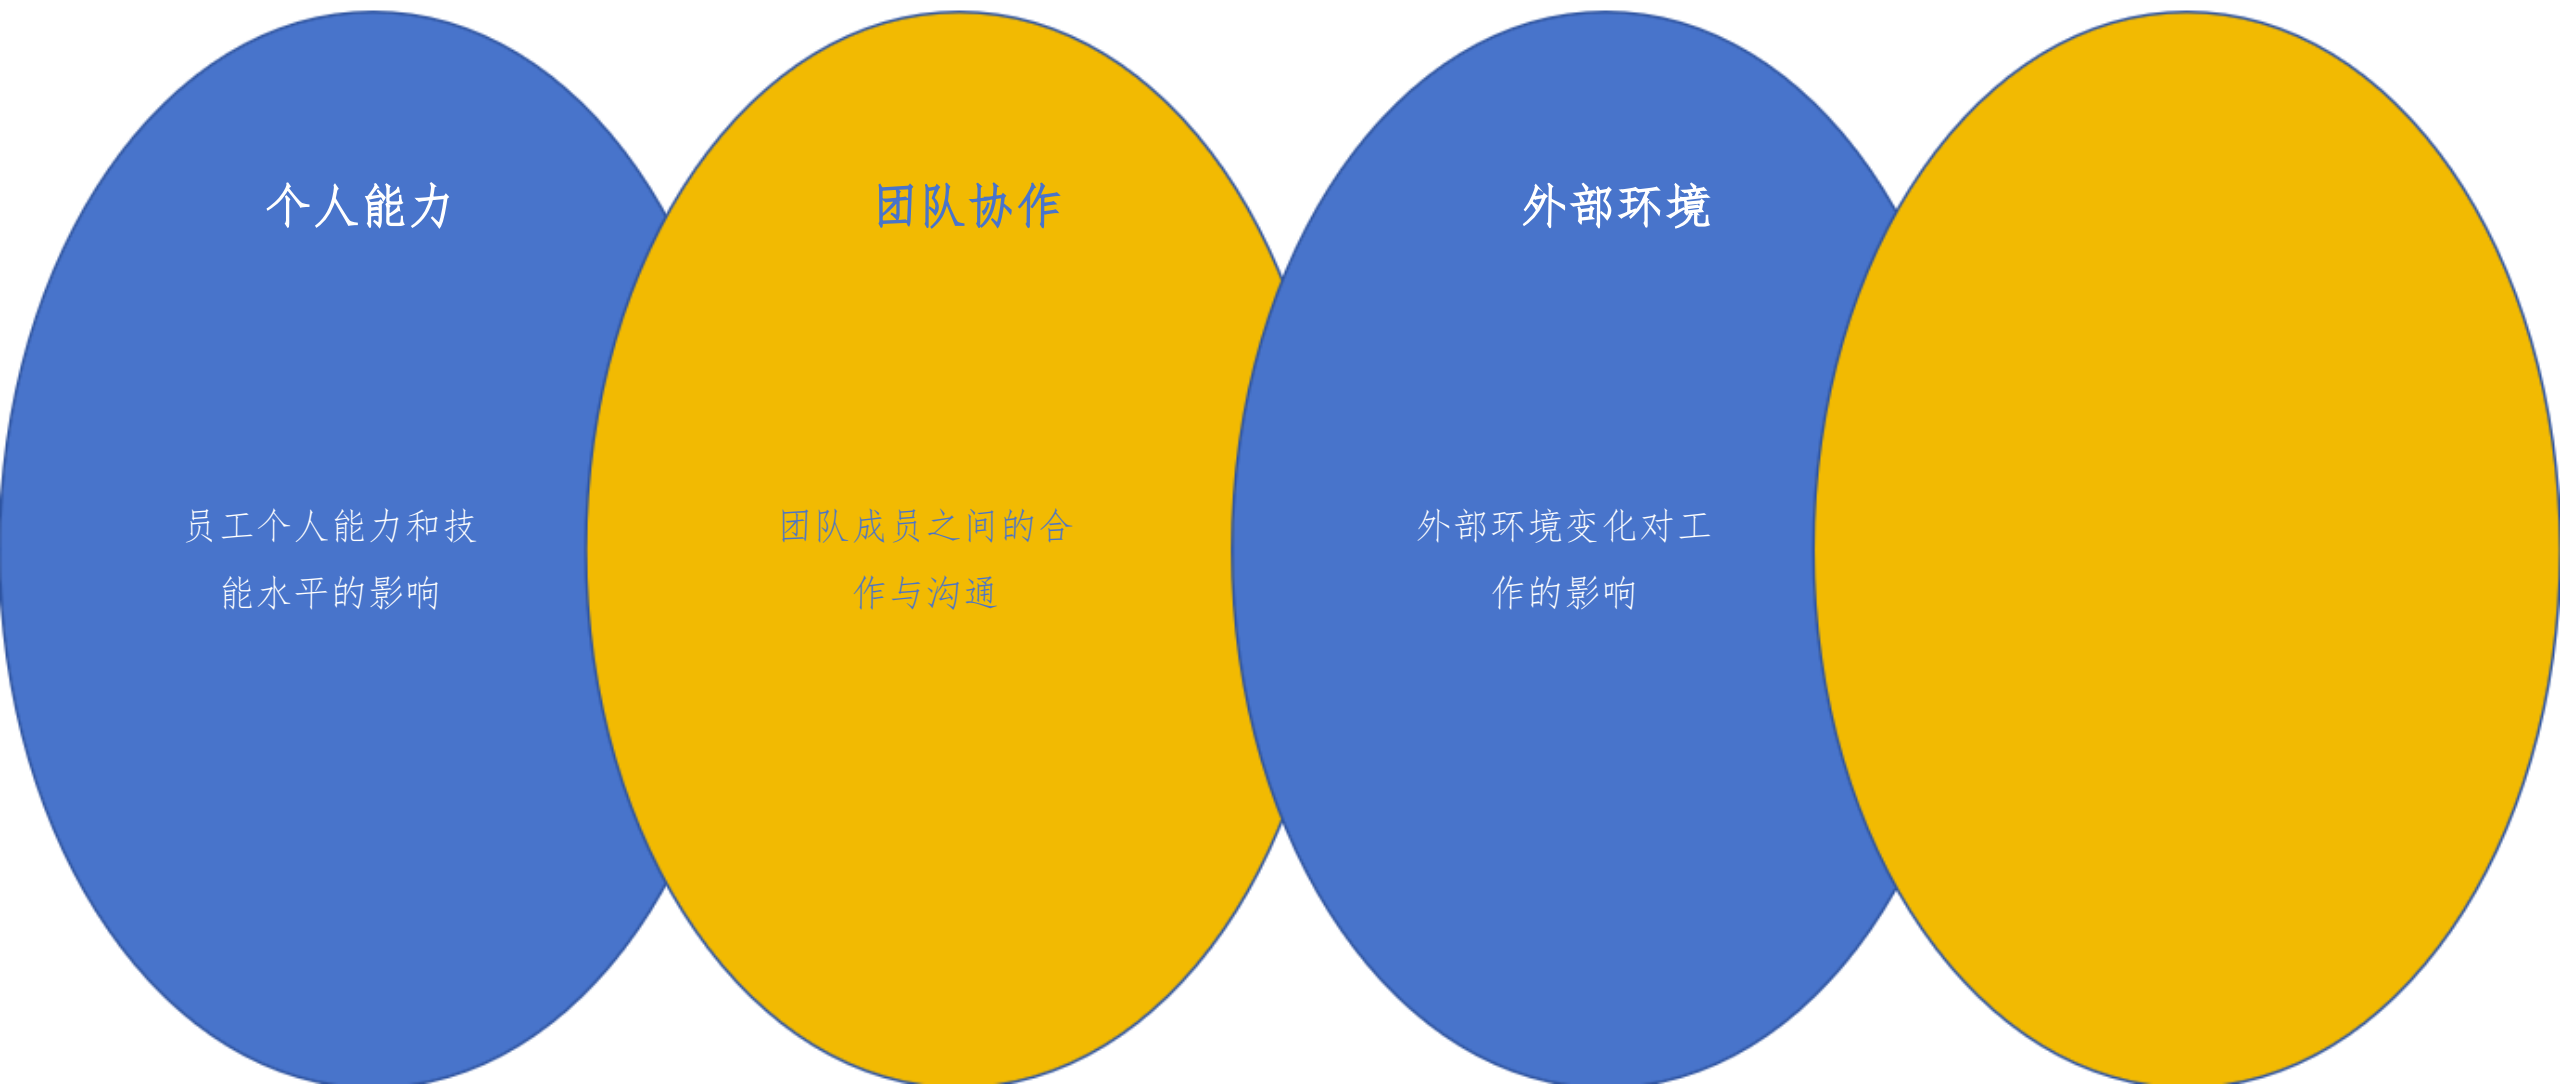 个人能力
员工个人能力和技
能水平的影响
团队协作
团队成员之间的合
作与沟通
外部环境
外部环境变化对工
作的影响